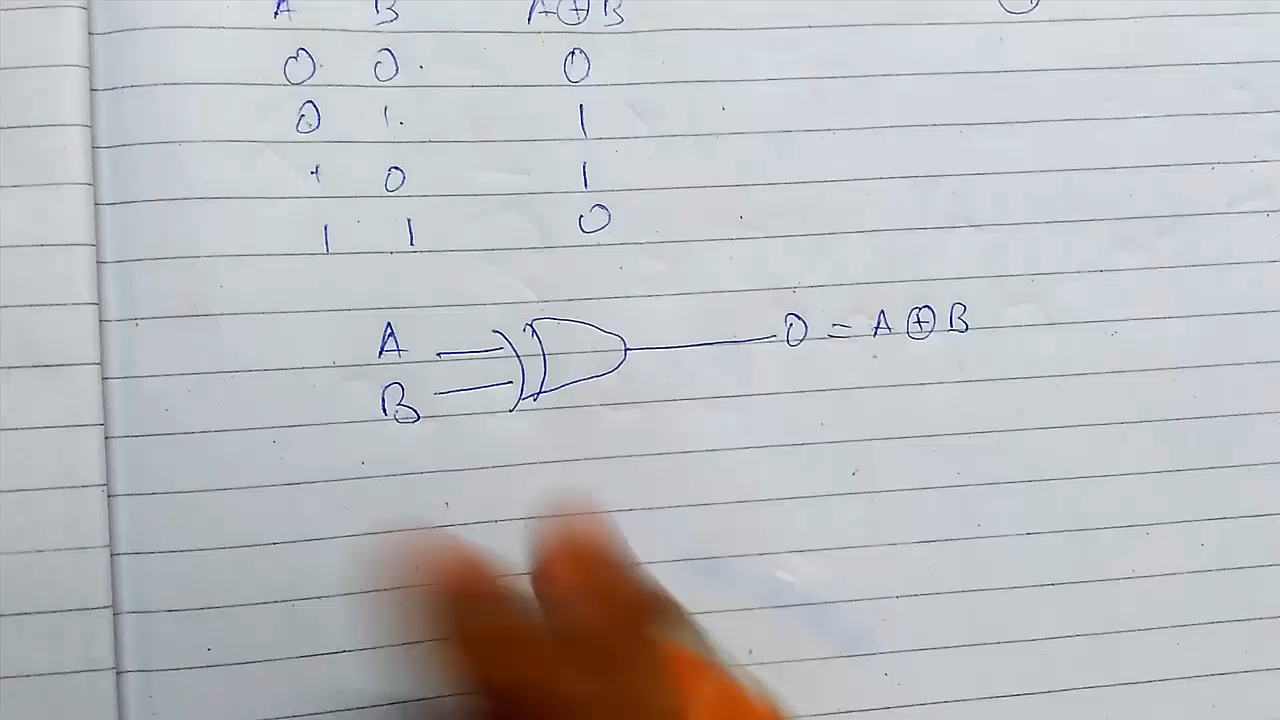 A B A⊕B
0 0 0
0 1 1
1 0 1
1 1 0
A
B
O = A ⊕ B